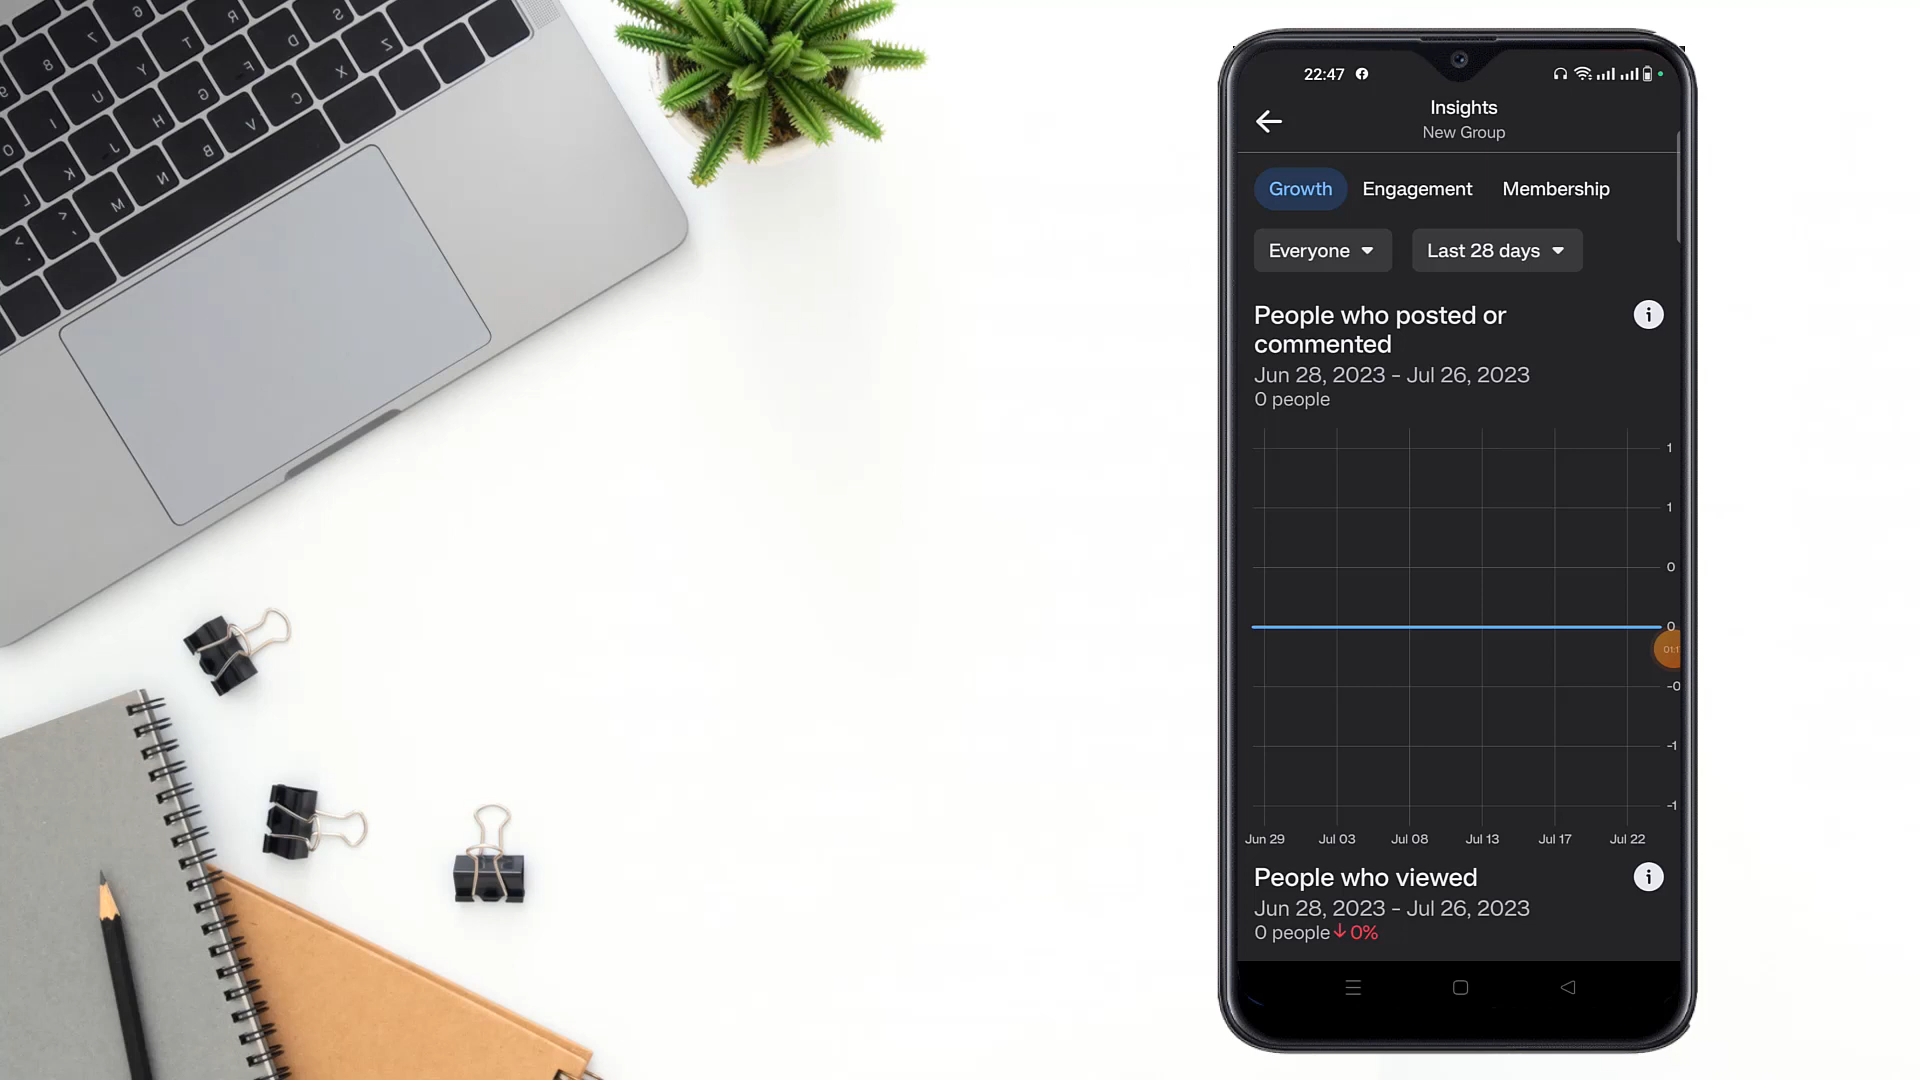 22:47
Insights
New Group
Growth Engagement Membership
Everyone Last 28 days
People who posted or
commented
Jun 28, 2023 – Jul 26, 2023
0 people
1
1
0
0
-0
-1
-1
Jun 29 Jul 03 Jul 08 Jul 13 Jul 17 Jul 22
People who viewed
Jun 28, 2023 – Jul 26, 2023
0 people↓0%